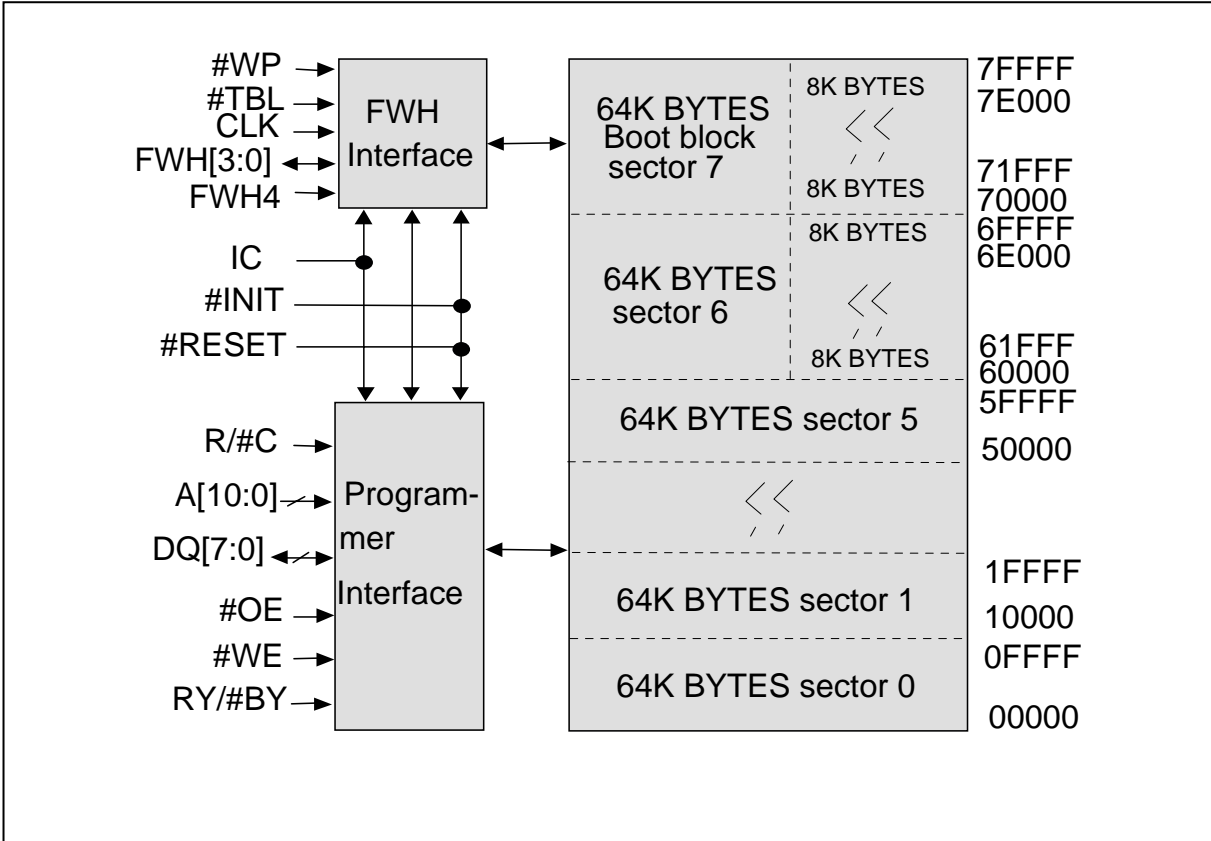 #WP
#TBL
CLK
FWH[3:0]
FWH4
FWH
Interface
IC
#INIT
#RESET
R/#C
A[10:0]
DQ[7:0]
#OE
#WE
RY/#BY
Program-
mer
Interface
64K BYTES
Boot block
sector 7
8K BYTES
8K BYTES
64K BYTES
sector 6
8K BYTES
8K BYTES
64K BYTES sector 5
64K BYTES sector 1
64K BYTES sector 0
7FFFF
7E000
71FFF
70000
6FFFF
6E000
61FFF
60000
5FFFF
50000
1FFFF
10000
0FFFF
00000